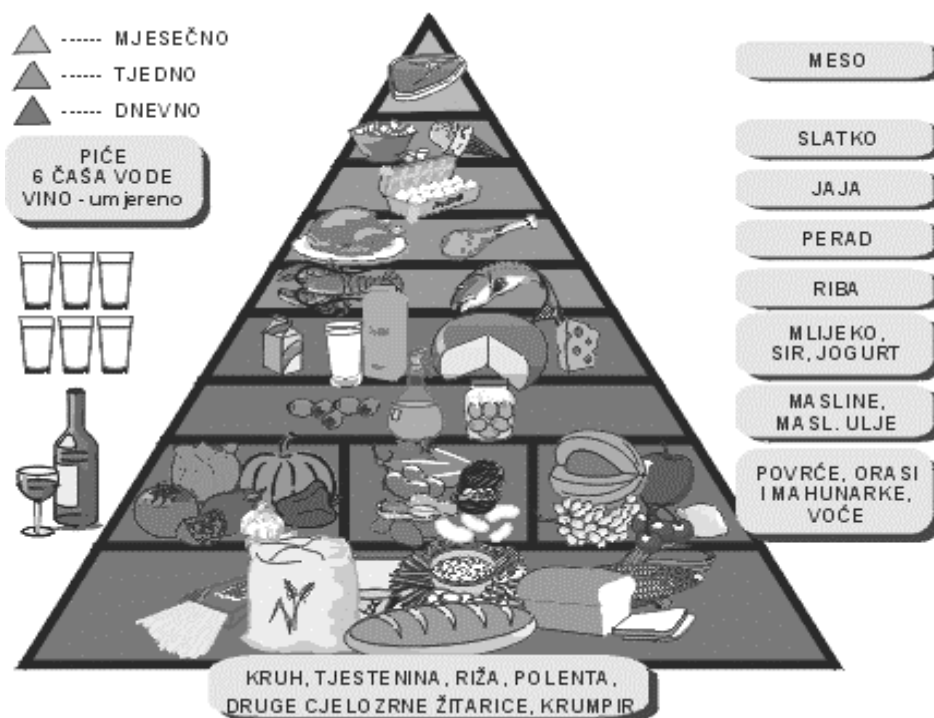 MJESEČNO
TJEDNO
DNEVNO
PIĆE
6 ČAŠA VODE
VINO - umjereno
MESO
SLATKO
JAJA
PERAD
RIBA
MLIJEKO,
SIR, JOGURT
MASLINE,
MASL. ULJE
POVRĆE, ORASI
I MAHUNARKE,
VOĆE
KRUH, TJESTENINA, RIŽA, POLENTA,
DRUGE CJELOZRNE ŽITARICE, KRUMPIR